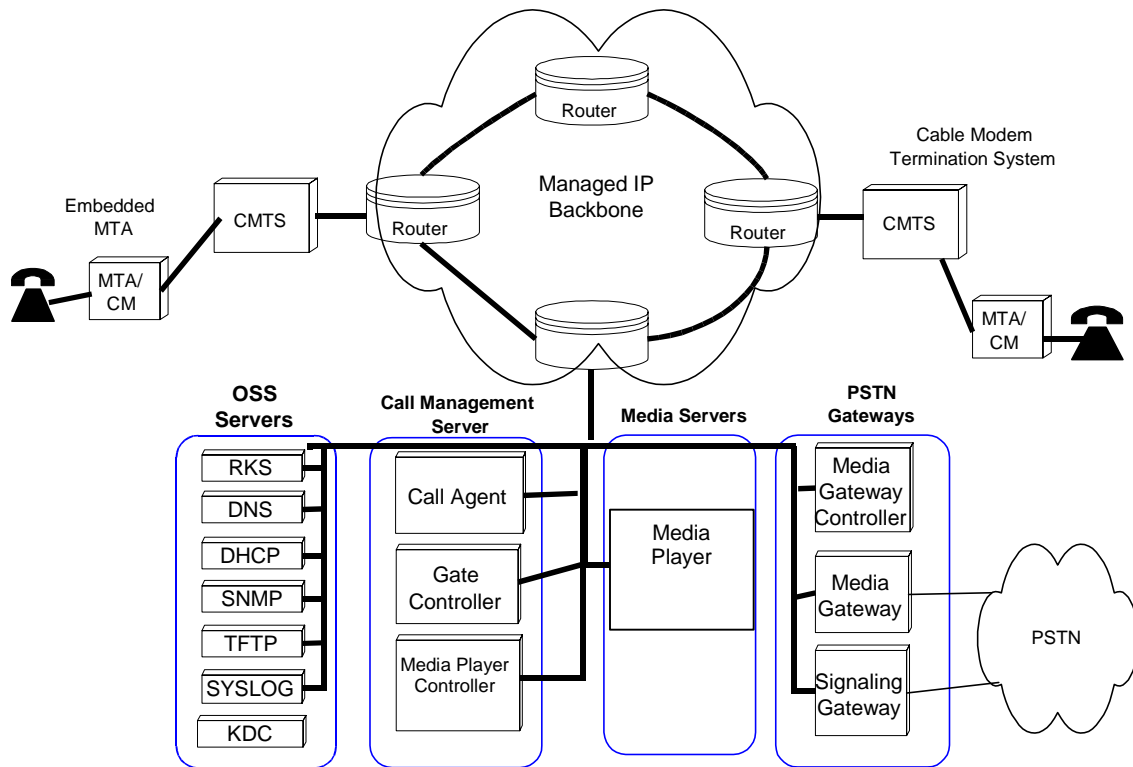 Router
Cable Modem
Termination System
Managed IP
Backbone
Embedded
MTA
CMTS
Router
Router
CMTS
MTA/
CM
MTA/
CM
OSS
Servers
Call Management
Server
Media Servers
PSTN
Gateways
RKS
DNS
DHCP
SNMP
TFTP
SYSLOG
KDC
Call Agent
Gate
Controller
Media Player
Controller
Media
Player
Media
Gateway
Controller
Media
Gateway
Signaling
Gateway
PSTN